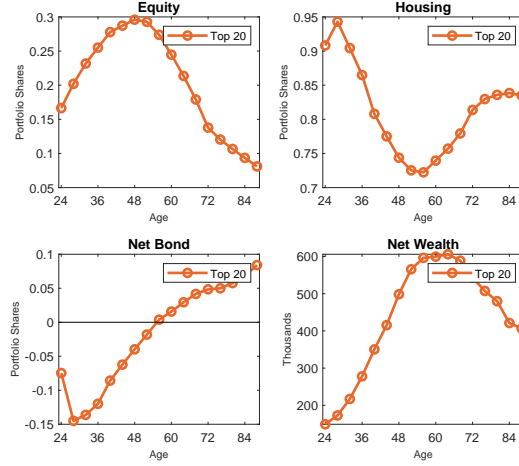 Equity
Portfolio Shares
0.3
0.25
0.2
0.15
0.1
0.05
24 36 48 60 72 84
Age
Top 20
Housing
Portfolio Shares
0.95
0.9
0.85
0.8
0.75
0.7
24 36 48 60 72 84
Age
Top 20
Net Bond
Portfolio Shares
0.1
0.05
0
-0.05
-0.1
-0.15
24 36 48 60 72 84
Age
Top 20
Net Wealth
Thousands
600
500
400
300
200
24 36 48 60 72 84
Age
Top 20